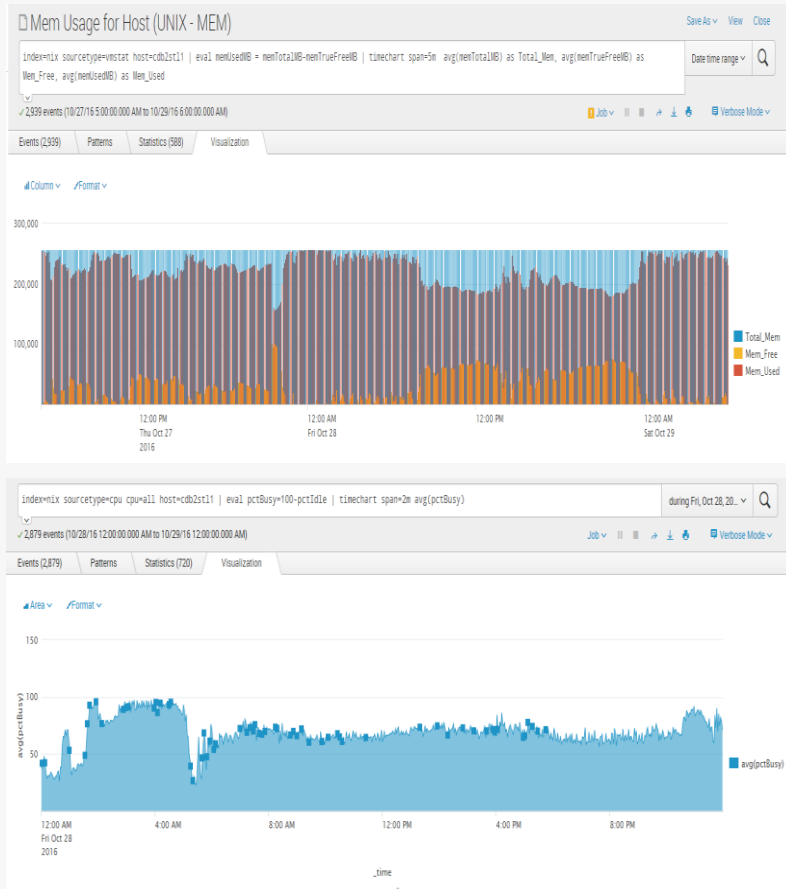 Mem Usage for Host (UNIX - MEM)
Save As View Close
index=nix sourcetype=vmstat host=cdb2stl1 | eval memUsedMB = memTotalMB-memTrueFreeMB | timechart span=5m avg(memTotalMB) as Total_Mem, avg(memTrueFreeMB) as
Mem_Free, avg(memUsedMB) as Mem_Used
Date time range
2,939 events (10/27/16 5:00:00.000 AM to 10/29/16 6:00:00.000 AM)
Job Verbose Mode
Events (2,939) Patterns Statistics (588) Visualization
Column Format
300,000
200,000
100,000
Total_Mem
Mem_Free
Mem_Used
12:00 PM 12:00 AM 12:00 PM 12:00 AM
Thu Oct 27 Fri Oct 28 Sat Oct 29
2016
index=nix sourcetype=cpu cpu=all host=cdb2stl1 | eval pctBusy=100-pctIdle | timechart span=2m avg(pctBusy)
during Fri, Oct 28, 20...
2,879 events (10/28/16 12:00:00.000 AM to 10/29/16 12:00:00.000 AM)
Job Verbose Mode
Events (2,879) Patterns Statistics (720) Visualization
Area Format
150
100
50
avg(pctBusy)
avg(pctBusy)
12:00 AM 4:00 AM 8:00 AM 12:00 PM 4:00 PM 8:00 PM
Fri Oct 28
2016
_time